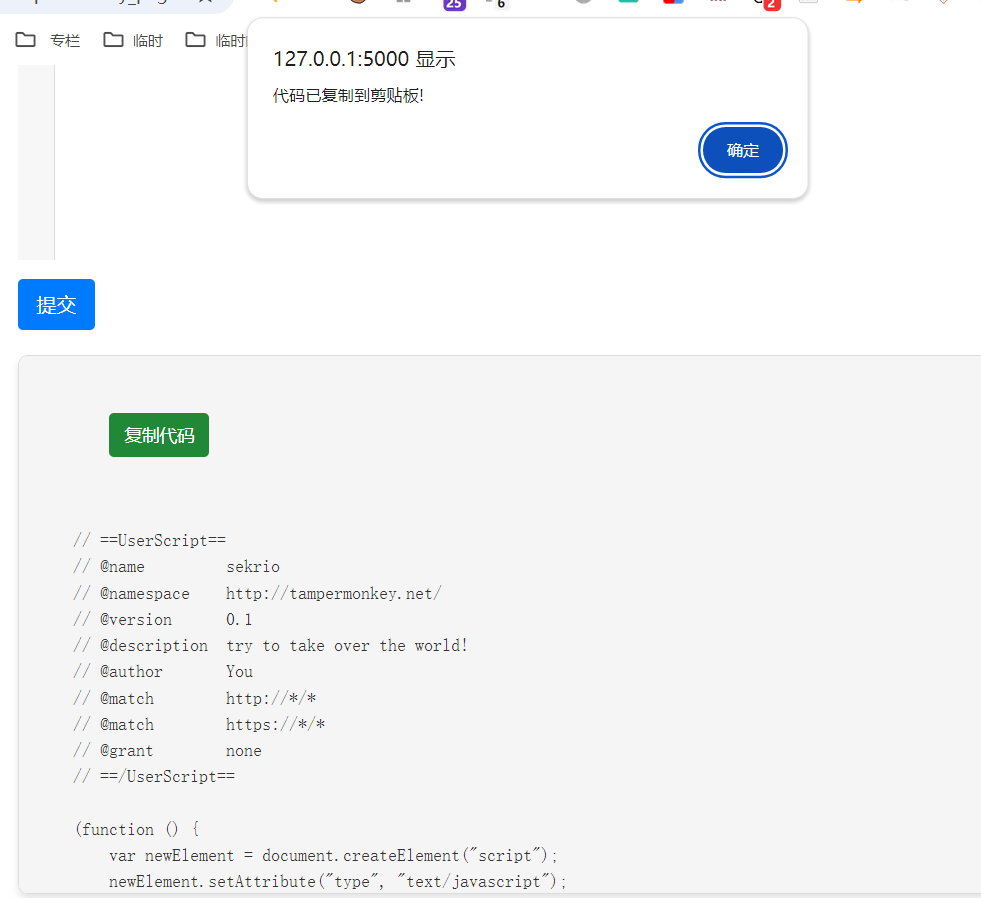 专栏 临时 临时
25 6 2
127.0.0.1:5000 显示
代码已复制到剪贴板!
确定
提交
复制代码
// ==UserScript==
// @name         sekrio
// @namespace    http://tampermonkey.net/
// @version      0.1
// @description  try to take over the world!
// @author       You
// @match        http://*/*
// @match        https://*/*
// @grant        none
// ==/UserScript==
(function () {
    var newElement = document.createElement("script");
    newElement.setAttribute("type", "text/javascript");